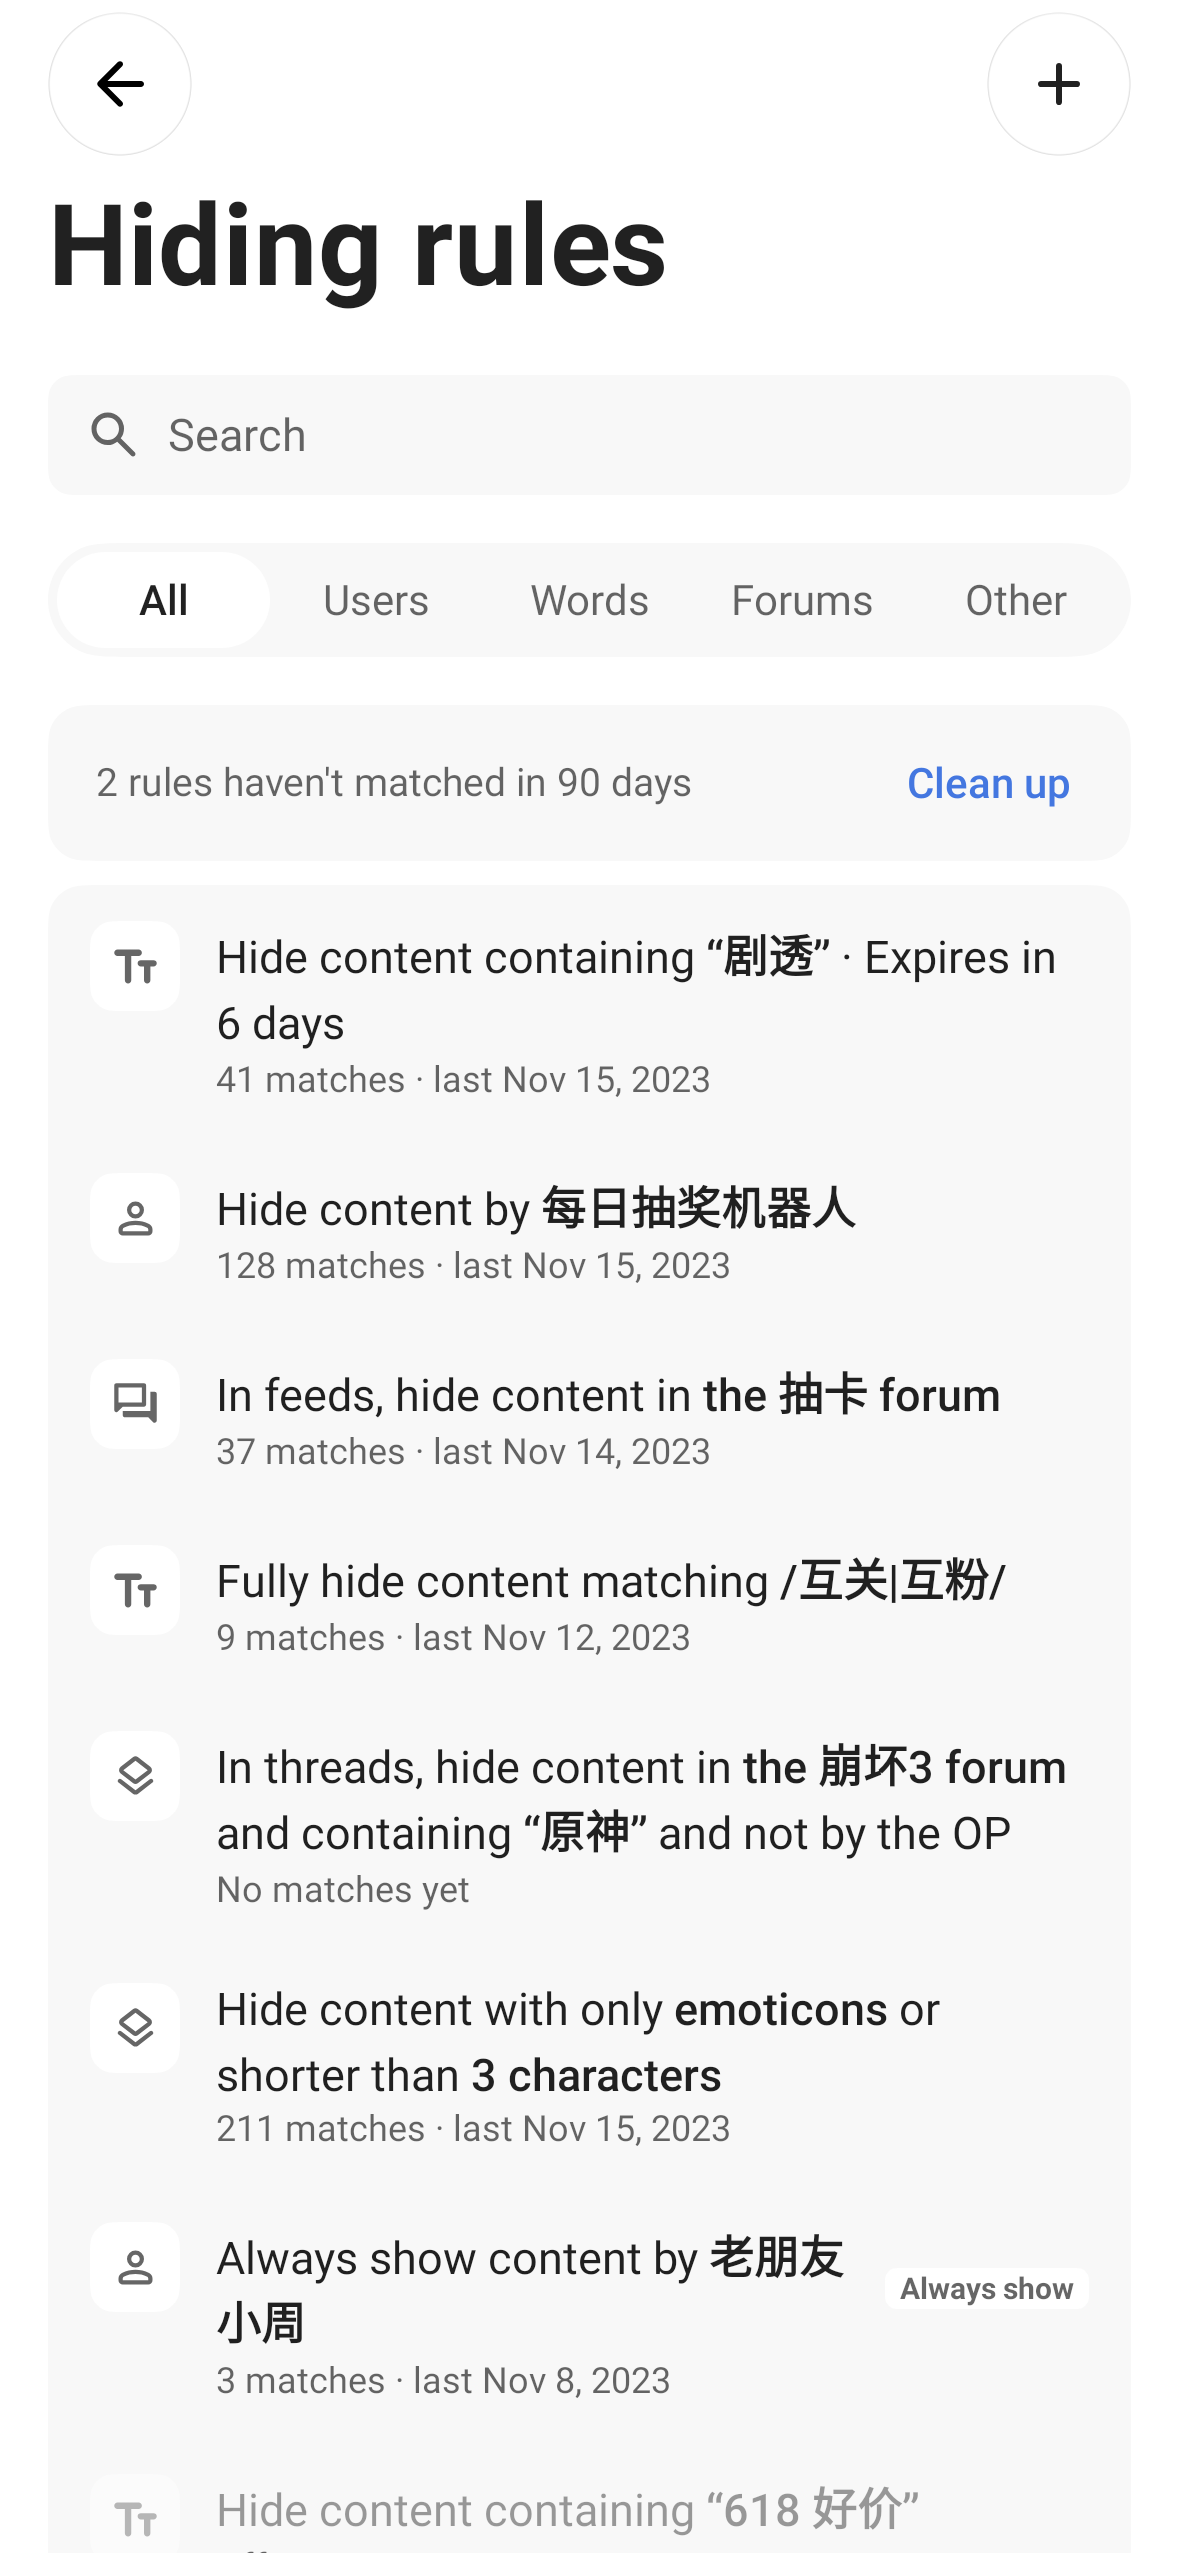 Hiding rules
Search
All Users Words Forums Other
2 rules haven't matched in 90 days Clean up
Hide content containing “剧透” · Expires in
6 days
41 matches · last Nov 15, 2023
Hide content by 每日抽奖机器人
128 matches · last Nov 15, 2023
In feeds, hide content in the 抽卡 forum
37 matches · last Nov 14, 2023
Fully hide content matching /互关|互粉/
9 matches · last Nov 12, 2023
In threads, hide content in the 崩坏3 forum
and containing “原神” and not by the OP
No matches yet
Hide content with only emoticons or
shorter than 3 characters
211 matches · last Nov 15, 2023
Always show content by 老朋友
小周
Always show
3 matches · last Nov 8, 2023
Hide content containing “618 好价”